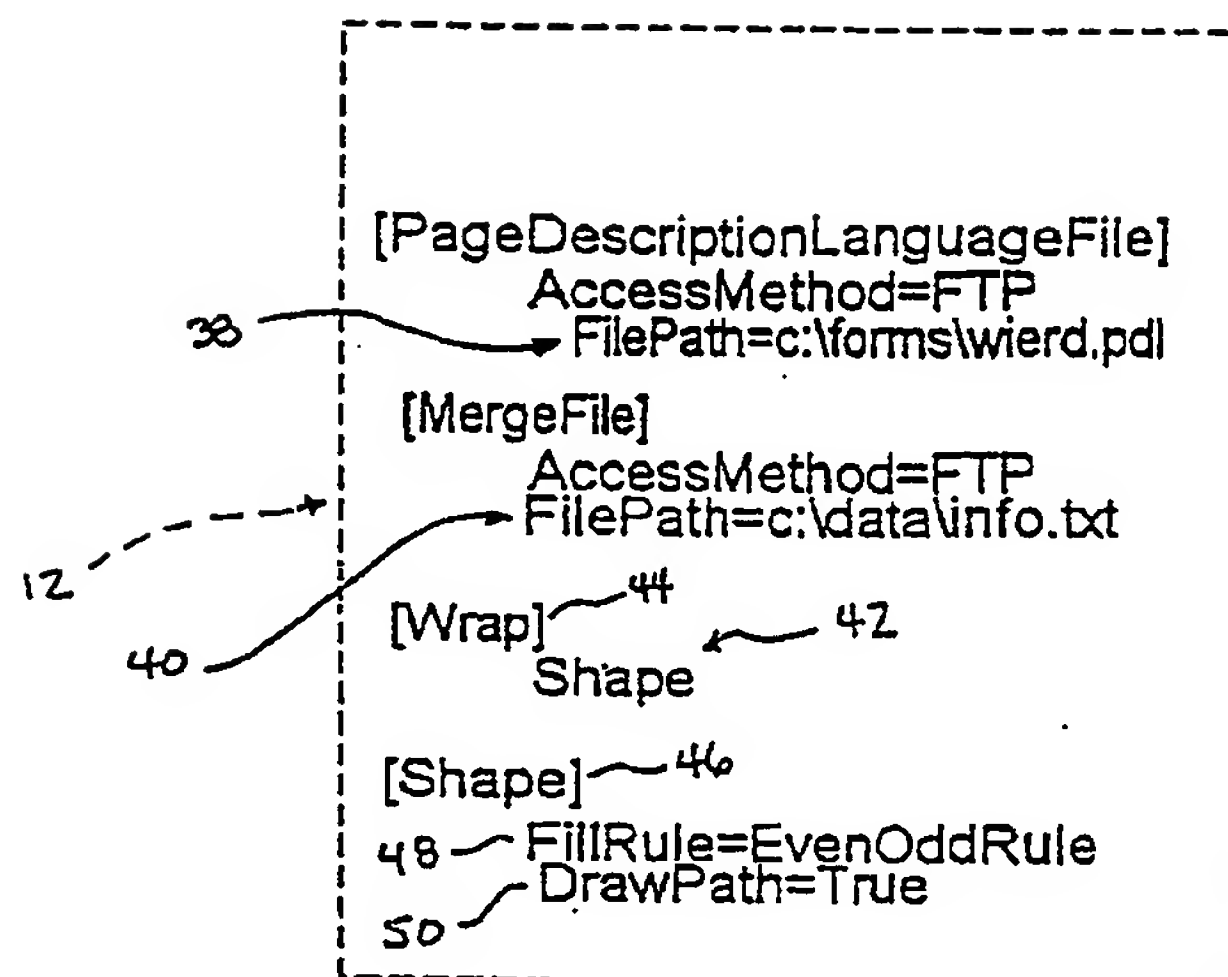 [PageDescriptionLanguageFile]
AccessMethod=FTP
38 FilePath=c:\forms\wierd.pdl
[MergeFile]
AccessMethod=FTP
FilePath=c:\data\info.txt
12
[Wrap] 44
42
40 Shape
[Shape] 46
48 FillRule=EvenOddRule
DrawPath=True
50